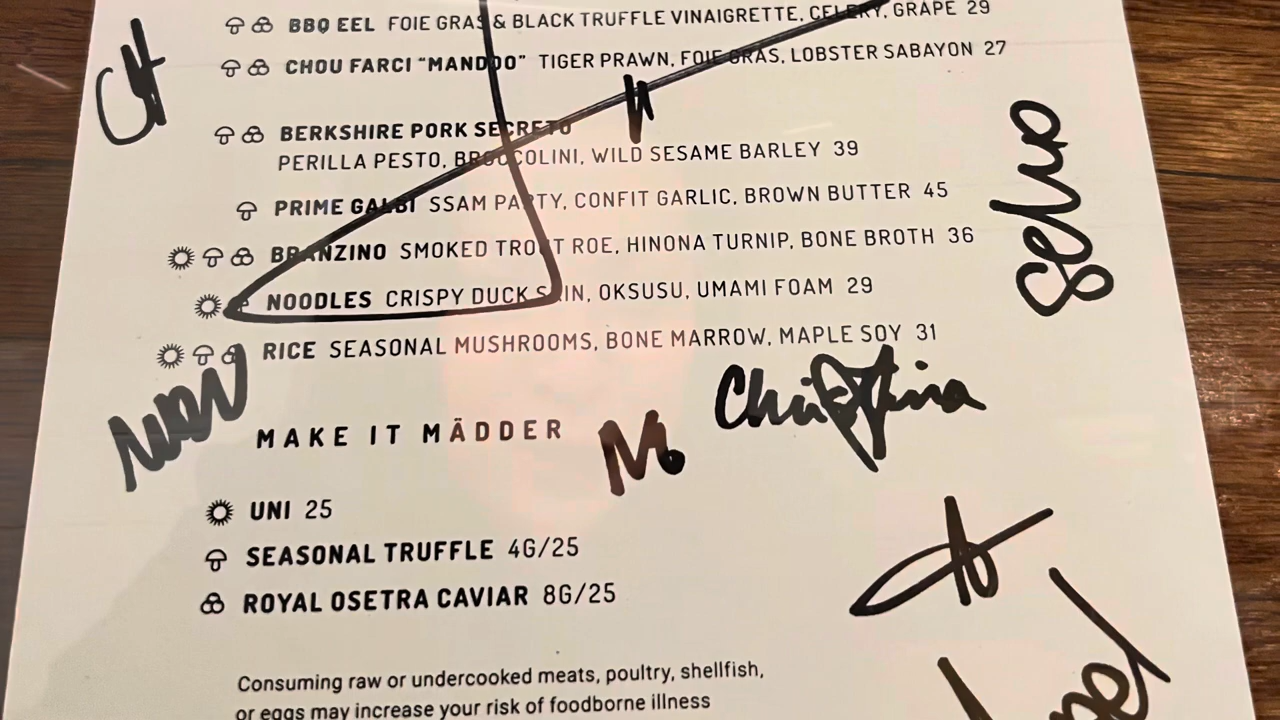 BBQ EEL FOIE GRAS & BLACK TRUFFLE VINAIGRETTE, CELERY, GRAPE 29
CHOU FARCI "MANDOO" TIGER PRAWN, FOIE GRAS, LOBSTER SABAYON 27
BERKSHIRE PORK SECRETO
PERILLA PESTO, BROCCOLINI, WILD SESAME BARLEY 39
PRIME GALBI SSAM PARTY, CONFIT GARLIC, BROWN BUTTER 45
BRANZINO SMOKED TROUT ROE, HINONA TURNIP, BONE BROTH 36
NOODLES CRISPY DUCK SKIN, OKSUSU, UMAMI FOAM 29
RICE SEASONAL MUSHROOMS, BONE MARROW, MAPLE SOY 31
Christina
MAKE IT MÄDDER
M.
UNI 25
SEASONAL TRUFFLE 4G/25
ROYAL OSETRA CAVIAR 8G/25
Consuming raw or undercooked meats, poultry, shellfish,
or eggs may increase your risk of foodborne illness